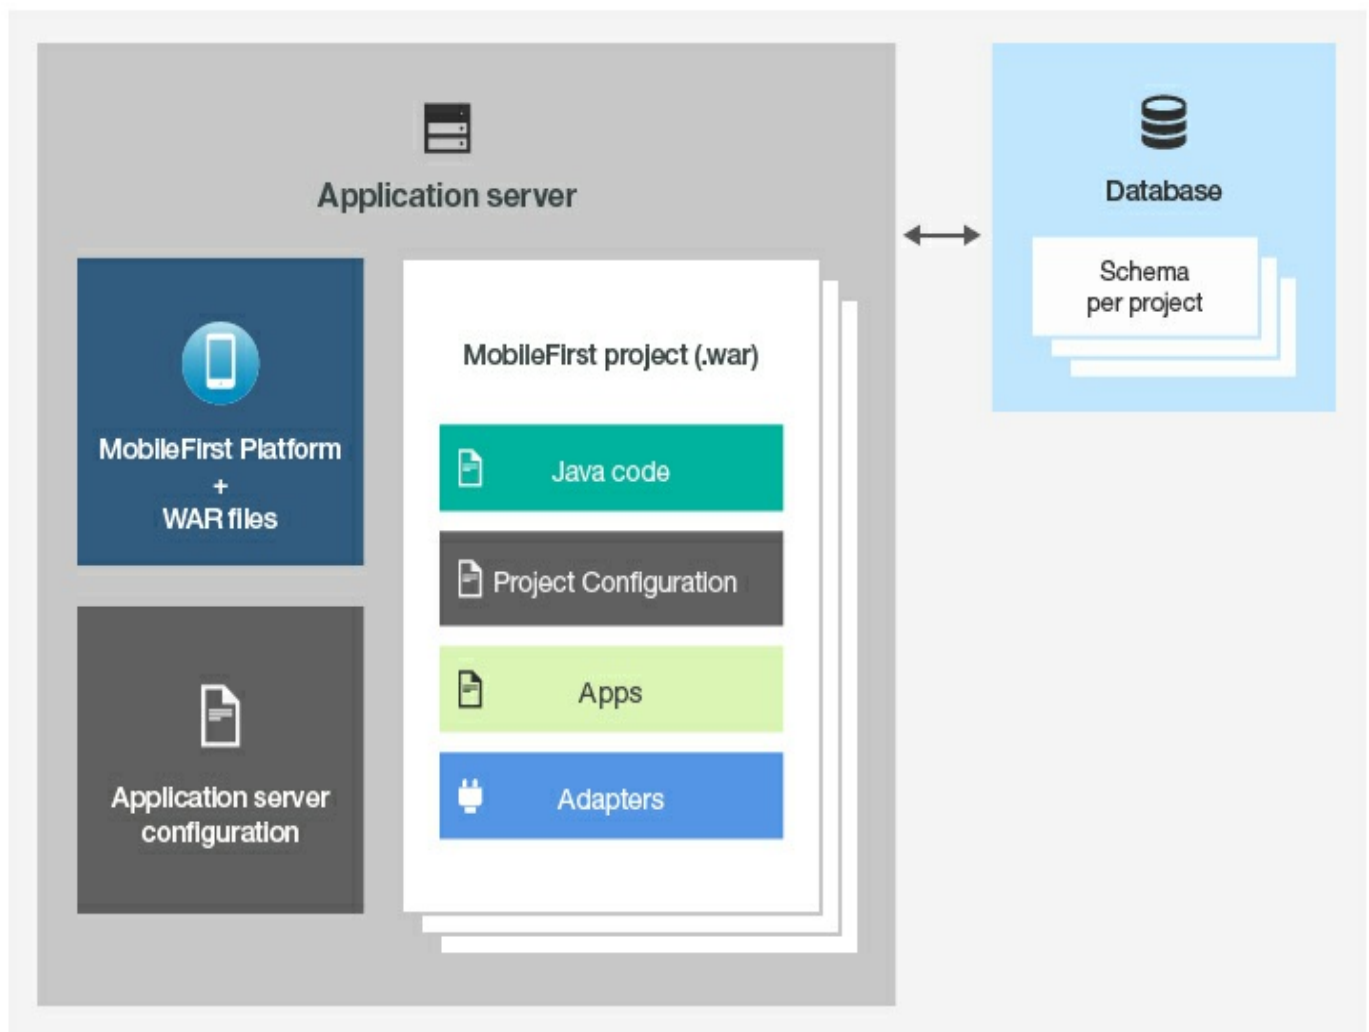 Application server
MobileFirst Platform
+
WAR files
Application server
configuration
MobileFirst project (.war)
Java code
Project Configuration
Apps
Adapters
Database
Schema
per project